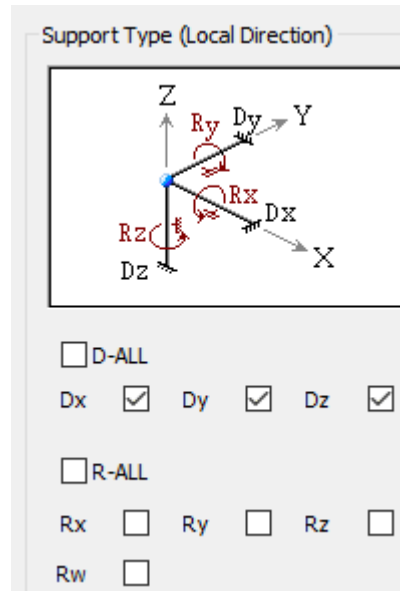 Support Type (Local Direction)
Z
Ry Dy Y
Rx
Dx
Rz
X
Dz
D-ALL
Dx Dy Dz
R-ALL
Rx Ry Rz
Rw